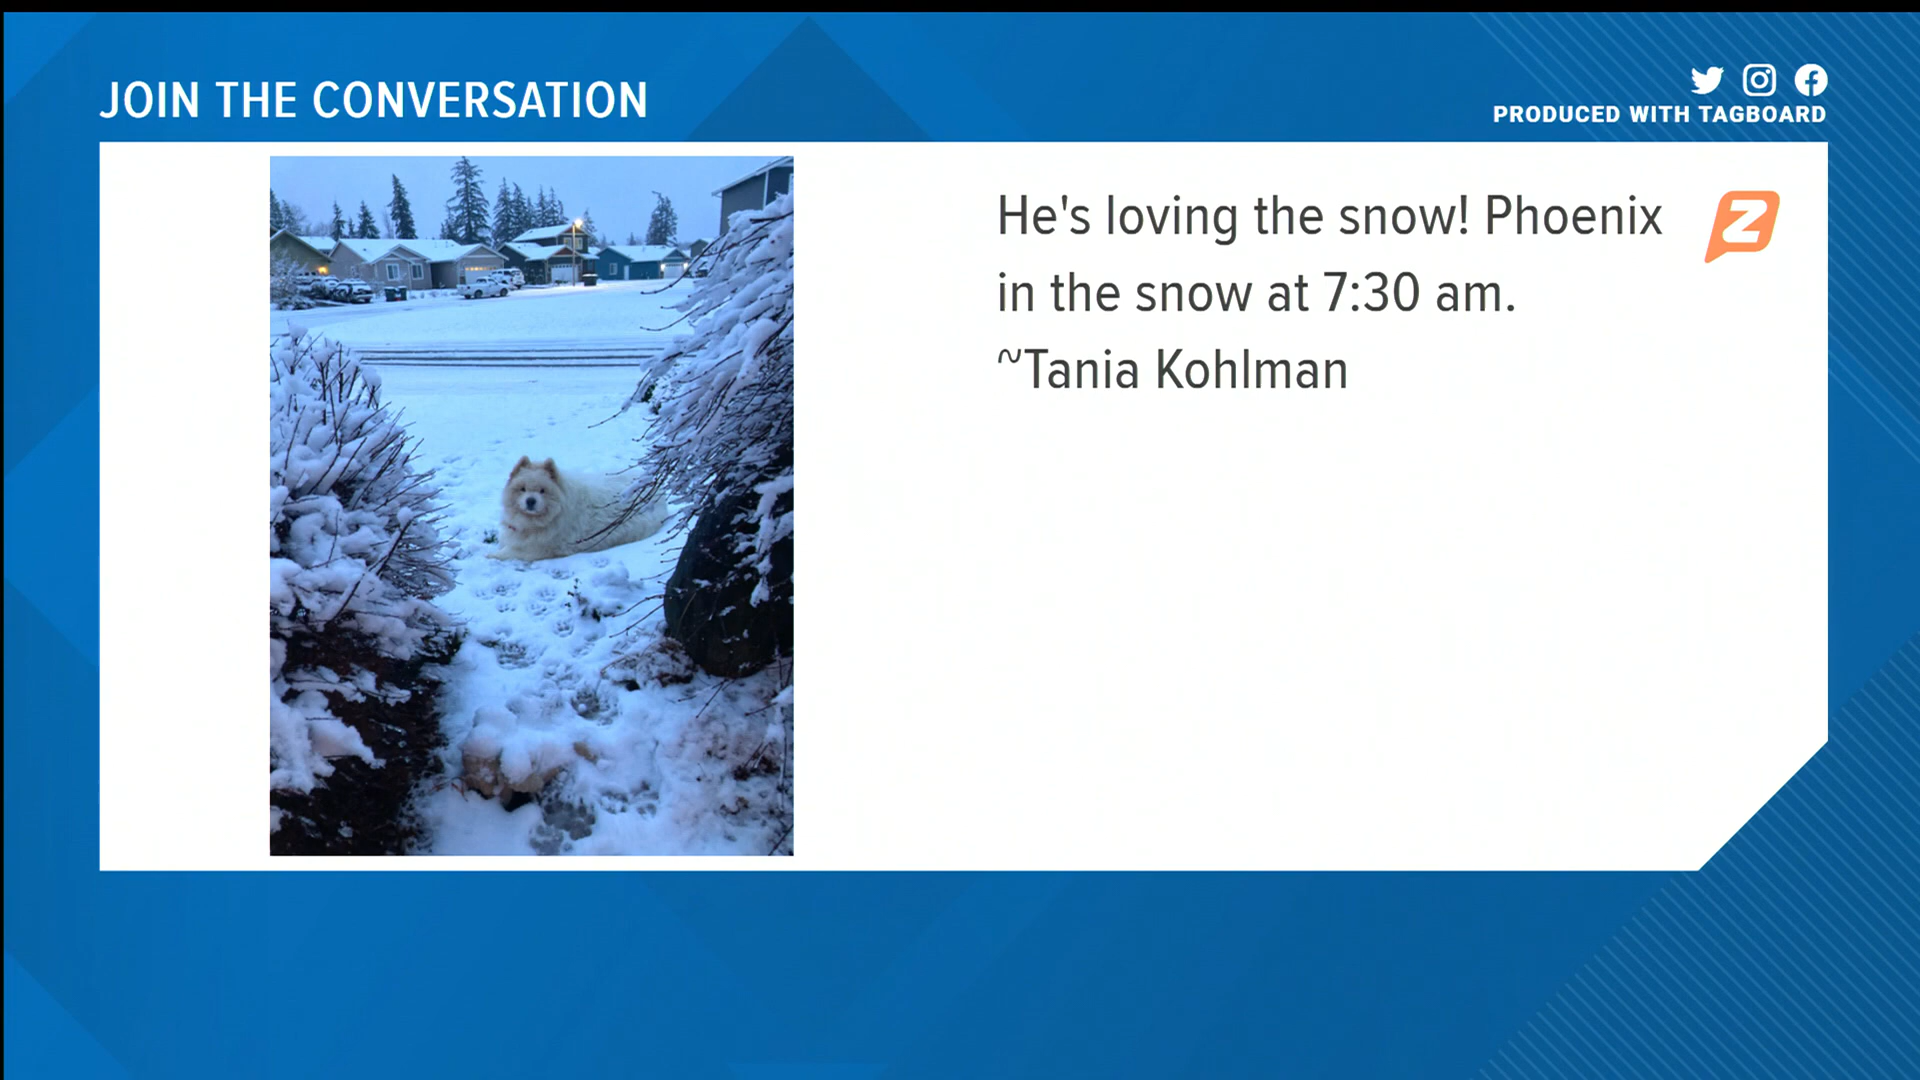 JOIN THE CONVERSATION
PRODUCED WITH TAGBOARD
He's loving the snow! Phoenix
in the snow at 7:30 am.
~Tania Kohlman